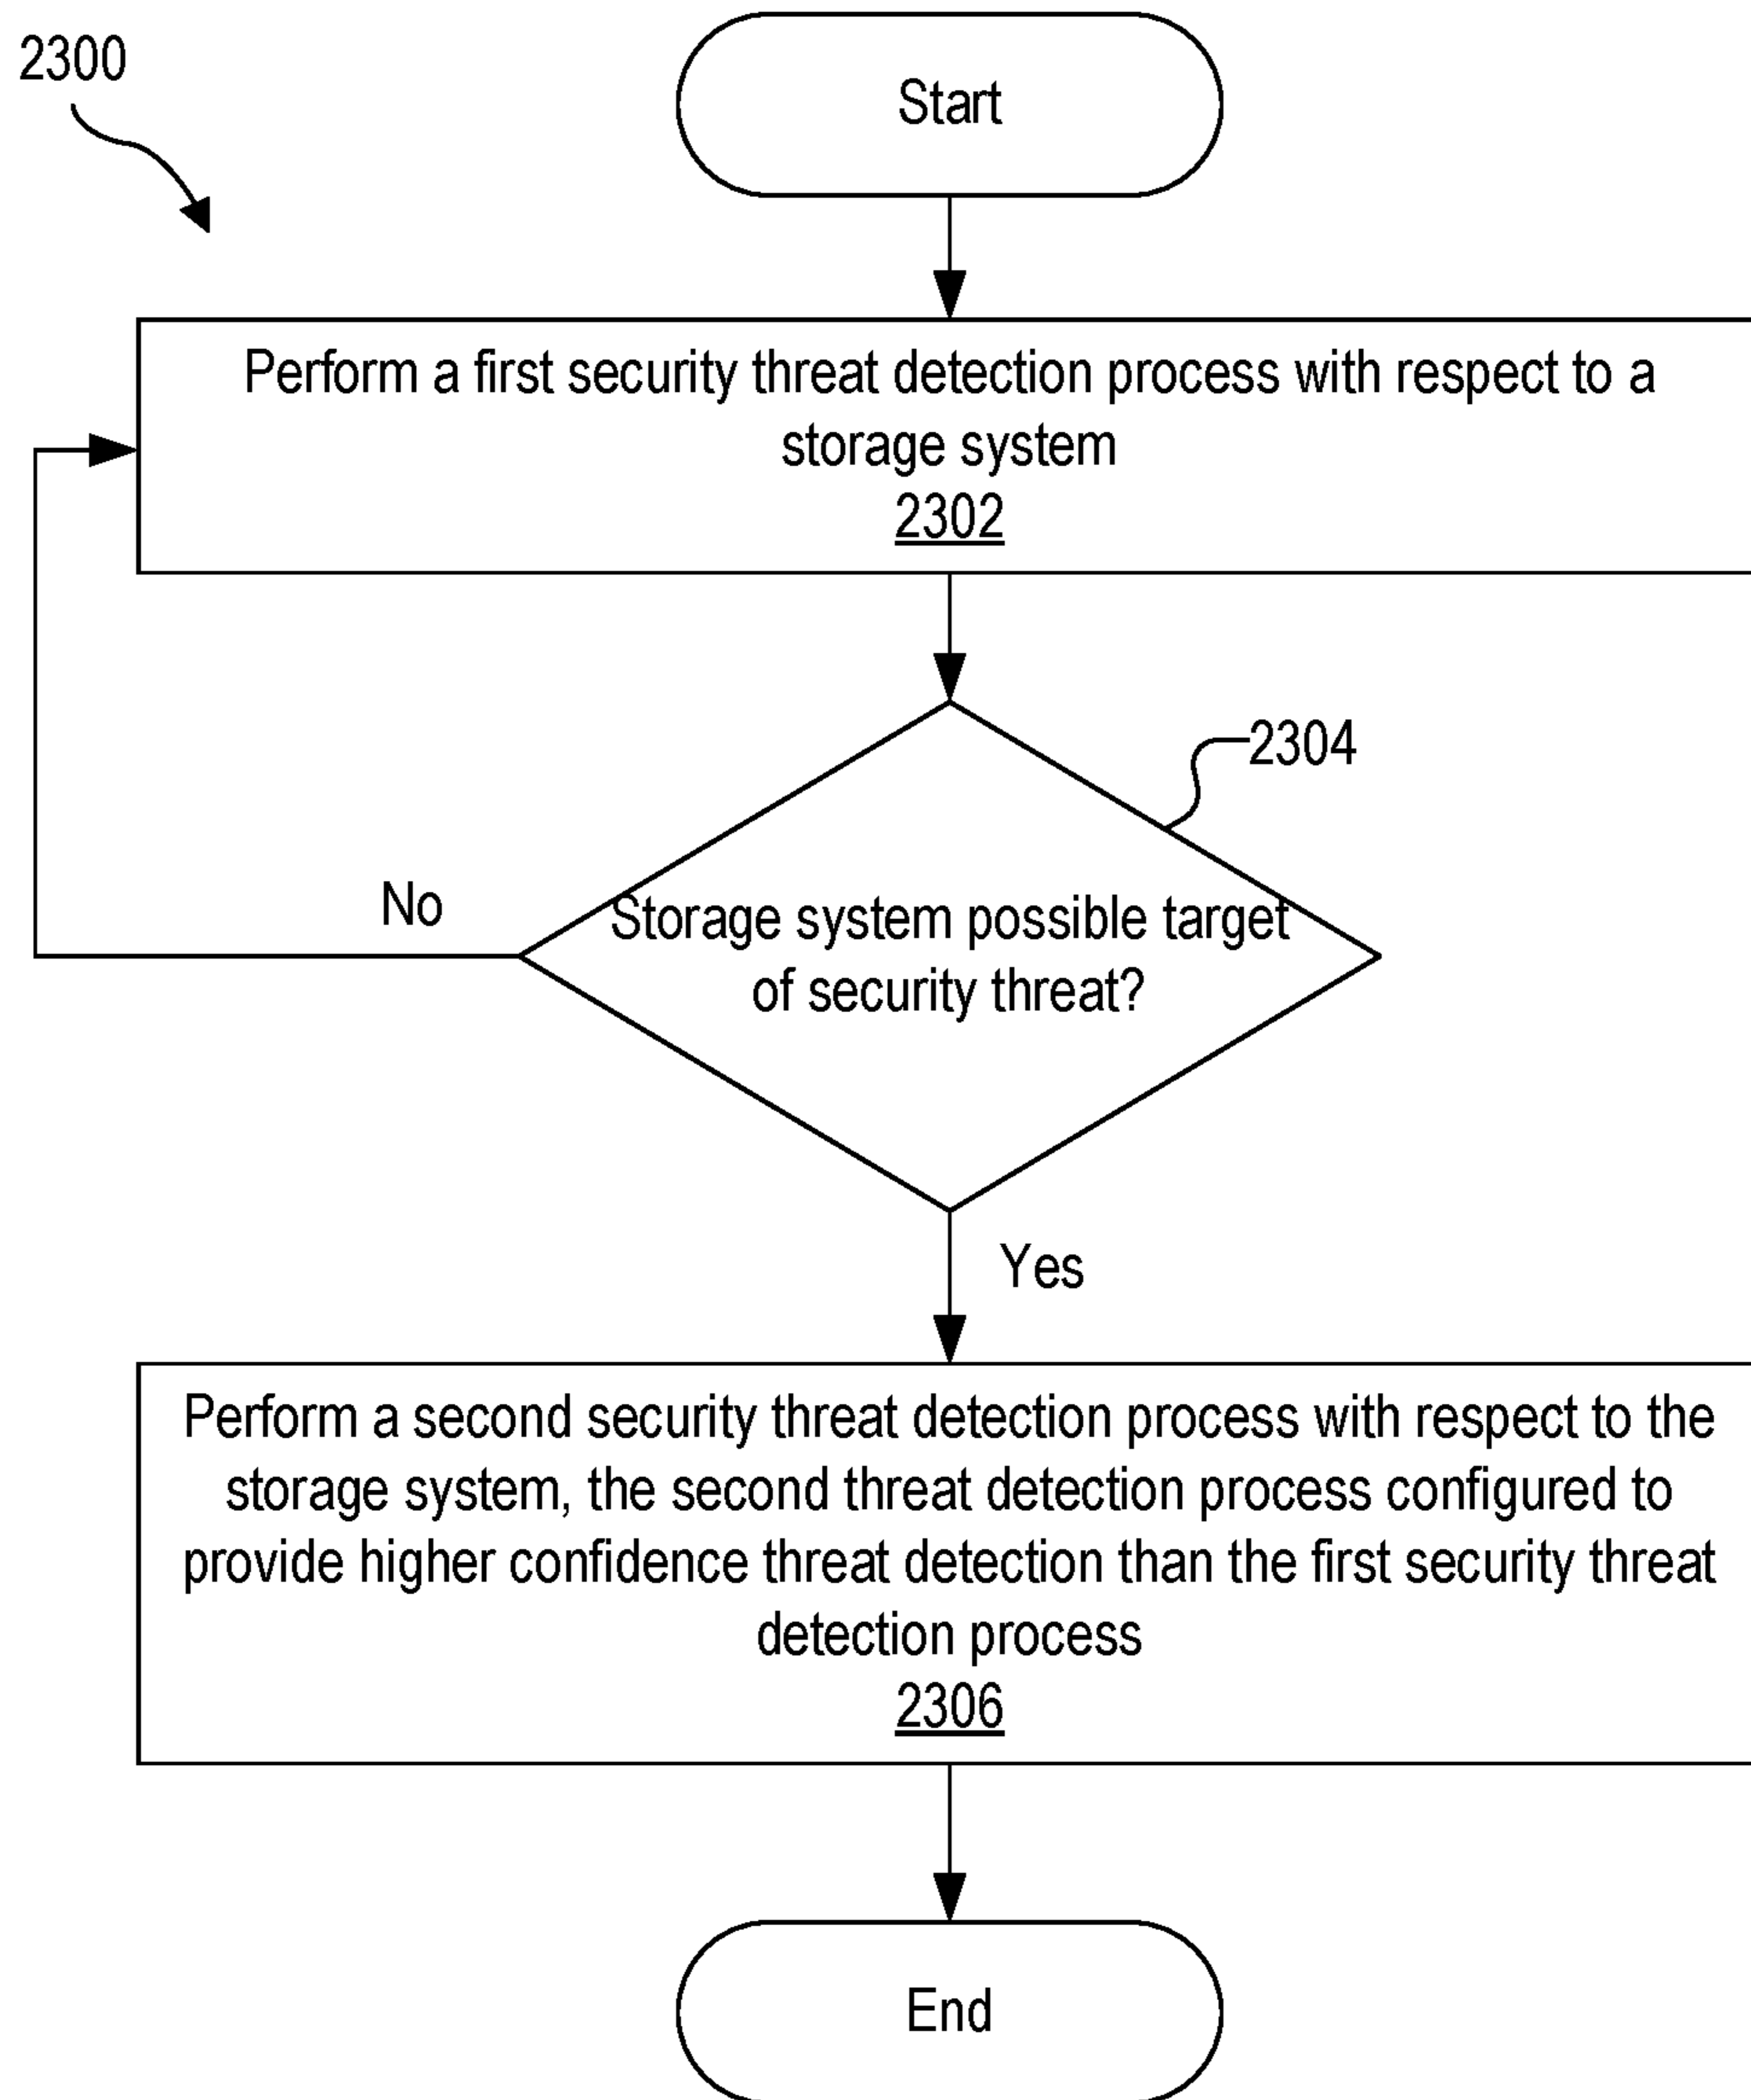 2300
Start
Perform a first security threat detection process with respect to a
storage system
2302
2304
No
Storage system possible target
of security threat?
Yes
Perform a second security threat detection process with respect to the
storage system, the second threat detection process configured to
provide higher confidence threat detection than the first security threat
detection process
2306
End